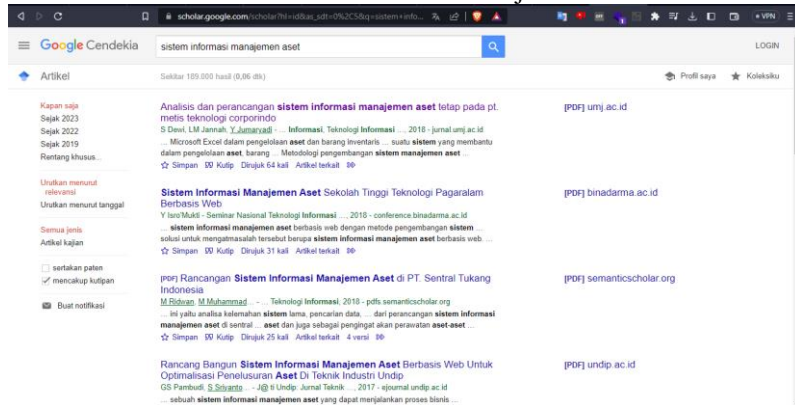 scholar.google.com/scholar?hl=id&as_sdt=0%2C5&q=sistem+info...
VPN
Google Cendekia
sistem informasi manajemen aset
LOGIN
Artikel
Sekitar 189.000 hasil (0,06 dtk)
Profil saya
Koleksiku
Kapan saja
Sejak 2023
Sejak 2022
Sejak 2019
Rentang khusus...
Urutkan menurut
relevansi
Urutkan menurut tanggal
Semua jenis
Artikel kajian
sertakan paten
mencakup kutipan
Buat notifikasi
Analisis dan perancangan sistem informasi manajemen aset tetap pada pt.
metis teknologi corporindo
S Dewi, LM Jannah, Y Jumaryadi - ... Informasi, Teknologi Informasi ..., 2018 - jurnal.umj.ac.id
... Microsoft Excel dalam pengelolaan aset dan barang inventaris ... suatu sistem yang membantu
dalam pengelolaan aset, barang ... Metodologi pengembangan sistem manajemen aset ...
Simpan Kutip Dirujuk 64 kali Artikel terkait
[PDF] umj.ac.id
Sistem Informasi Manajemen Aset Sekolah Tinggi Teknologi Pagaralam
Berbasis Web
Y Isro'Mukti - Seminar Nasional Teknologi Informasi ..., 2018 - conference.binadarma.ac.id
... sistem ... manajemen aset berbasis web dengan metode pengembangan sistem ...
solusi untuk mengatmasalah tersebut berupa sistem informasi manajemen aset berbasis web. ...
Simpan Kutip Dirujuk 31 kali Artikel terkait
[PDF] binadarma.ac.id
[PDF] Rancangan Sistem Informasi Manajemen Aset di PT. Sentral Tukang
Indonesia
M Ridwan, M Muhammad... - ... Teknologi Informasi, 2018 - pdfs.semanticscholar.org
... ini yaitu analisa kelemahan sistem lama, pencarian data, ... dari perancangan sistem informasi
manajemen aset di sentral ... aset dan juga sebagai pengingat akan perawatan aset-aset ...
Simpan Kutip Dirujuk 25 kali Artikel terkait 4 versi
[PDF] semanticscholar.org
Rancang Bangun Sistem Informasi Manajemen Aset Berbasis Web Untuk
Optimalisasi Penelusuran Aset Di Teknik Industri Undip
GS Pambudi, S Sriyanto... - J@ ti Undip: Jurnal Teknik ..., 2017 - ejournal.undip.ac.id
... sebuah sistem informasi manajemen aset yang dapat menjalankan proses bisnis ...
[PDF] undip.ac.id